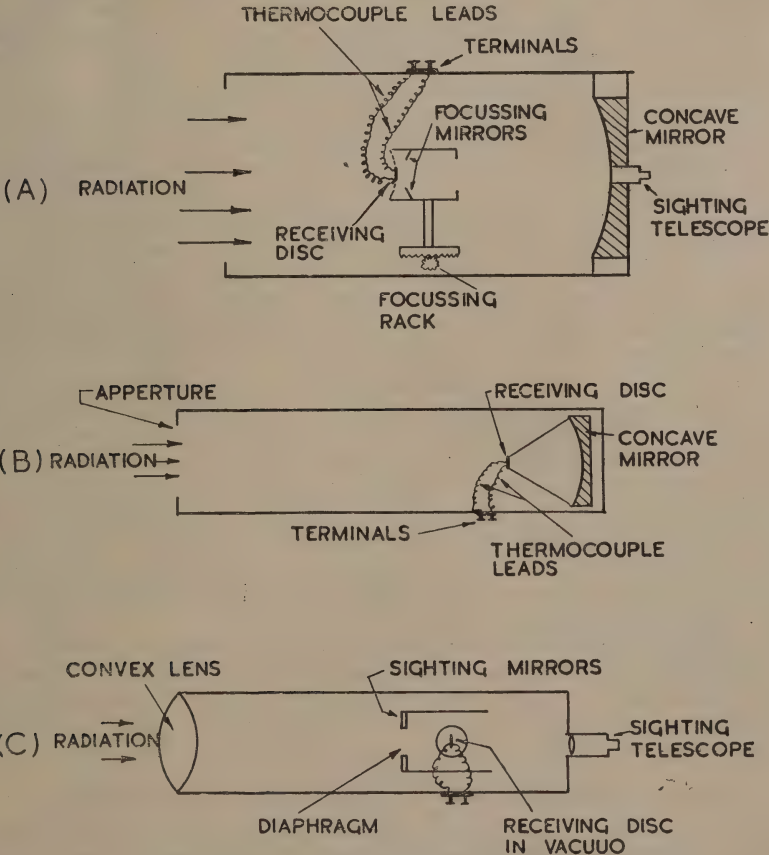 THERMOCOUPLE LEADS
TERMINALS
FOCUSSING
MIRRORS
CONCAVE
MIRROR
(A) RADIATION
RECEIVING
DISC
SIGHTING
TELESCOPE
FOCUSSING
RACK
APPERTURE
RECEIVING DISC
(B) RADIATION
CONCAVE
MIRROR
TERMINALS
THERMOCOUPLE
LEADS
CONVEX LENS
SIGHTING MIRRORS
(C) RADIATION
SIGHTING
TELESCOPE
DIAPHRAGM
RECEIVING DISC
IN VACUUO